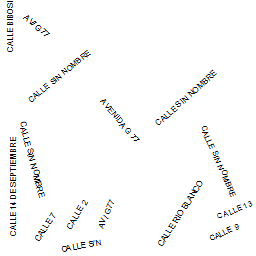 CALLE BIBOSI
AV/G77
CALLE SIN NOMBRE
AVENIDA G 77
CALLE SIN NOMBRE
CALLE 14 DE SEPTIEMBRE
CALLE SIN NOMBRE
CALLE SIN NOMBRE
CALLE 7
CALLE 2
AV/G77
CALLE RIO BLANCO
CALLE 13
CALLE 9
CALLE S/N